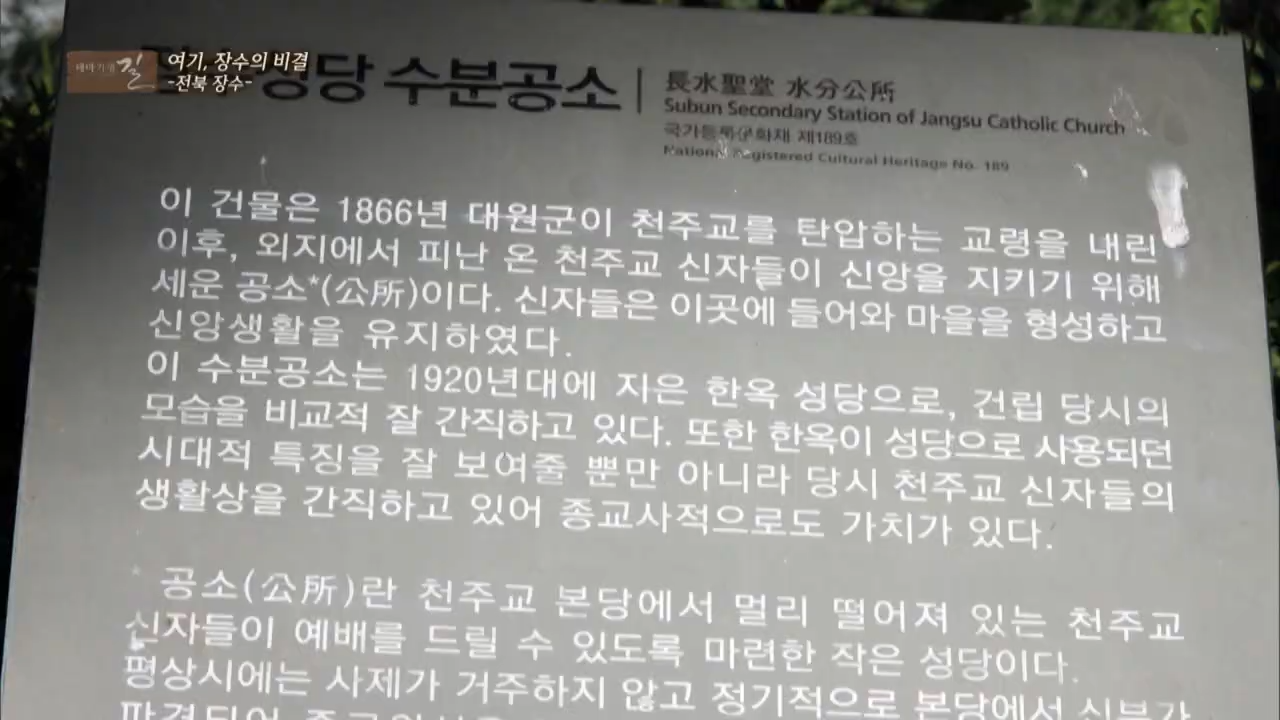 테마기행 길
여기, 장수의 비결
-전북 장수-
성당 수분공소
長水聖堂 水分公所
Subun Secondary Station of Jangsu Catholic Church
국가등록문화재 제189호
National Registered Cultural Heritage No. 189
이 건물은 1866년 대원군이 천주교를 탄압하는 교령을 내린
이후, 외지에서 피난 온 천주교 신자들이 신앙을 지키기 위해
세운 공소*(公所)이다. 신자들은 이곳에 들어와 마을을 형성하고
신앙생활을 유지하였다.
이 수분공소는 1920년대에 지은 한옥 성당으로, 건립 당시의
모습을 비교적 잘 간직하고 있다. 또한 한옥이 성당으로 사용되던
시대적 특징을 잘 보여줄 뿐만 아니라 당시 천주교 신자들의
생활상을 간직하고 있어 종교사적으로도 가치가 있다.
* 공소(公所)란 천주교 본당에서 멀리 떨어져 있는 천주교
신자들이 예배를 드릴 수 있도록 마련한 작은 성당이다.
평상시에는 사제가 거주하지 않고 정기적으로 본당에서 신부가